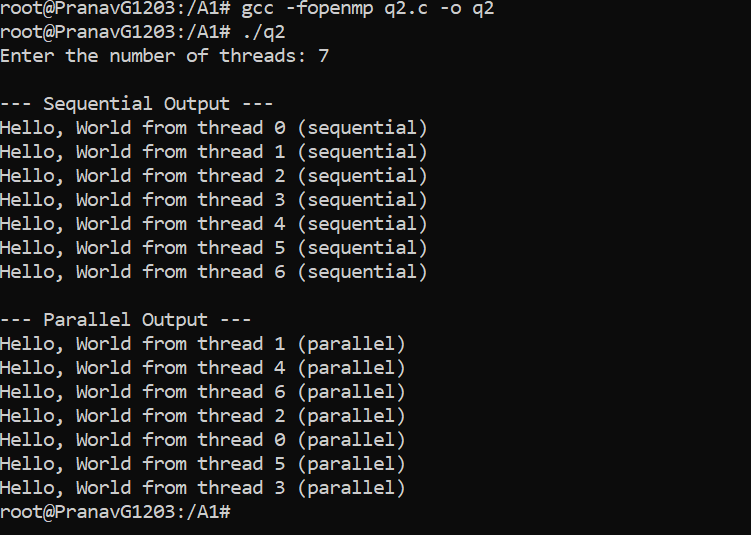 root@PranavG1203:/A1# gcc -fopenmp q2.c -o q2
root@PranavG1203:/A1# ./q2
Enter the number of threads: 7

--- Sequential Output ---
Hello, World from thread 0 (sequential)
Hello, World from thread 1 (sequential)
Hello, World from thread 2 (sequential)
Hello, World from thread 3 (sequential)
Hello, World from thread 4 (sequential)
Hello, World from thread 5 (sequential)
Hello, World from thread 6 (sequential)

--- Parallel Output ---
Hello, World from thread 1 (parallel)
Hello, World from thread 4 (parallel)
Hello, World from thread 6 (parallel)
Hello, World from thread 2 (parallel)
Hello, World from thread 0 (parallel)
Hello, World from thread 5 (parallel)
Hello, World from thread 3 (parallel)
root@PranavG1203:/A1#